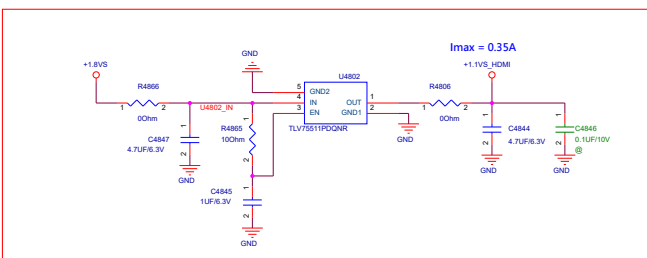 Imax = 0.35A
GND
+1.8VS
U4802
+1.1VS_HDMI
R4866
5
GND2
R4806
1
2
4
IN
OUT
1
1
2
U4802_IN
3
EN
GND1
2
0Ohm
R4865
TLV75511PDQNR
0Ohm
C4847
10Ohm
GND
C4844
C4846
4.7UF/6.3V
4.7UF/6.3V
0.1UF/10V
@
1
2
1
2
1
2
1
2
GND
GND
GND
C4845
1UF/6.3V
1
2
GND